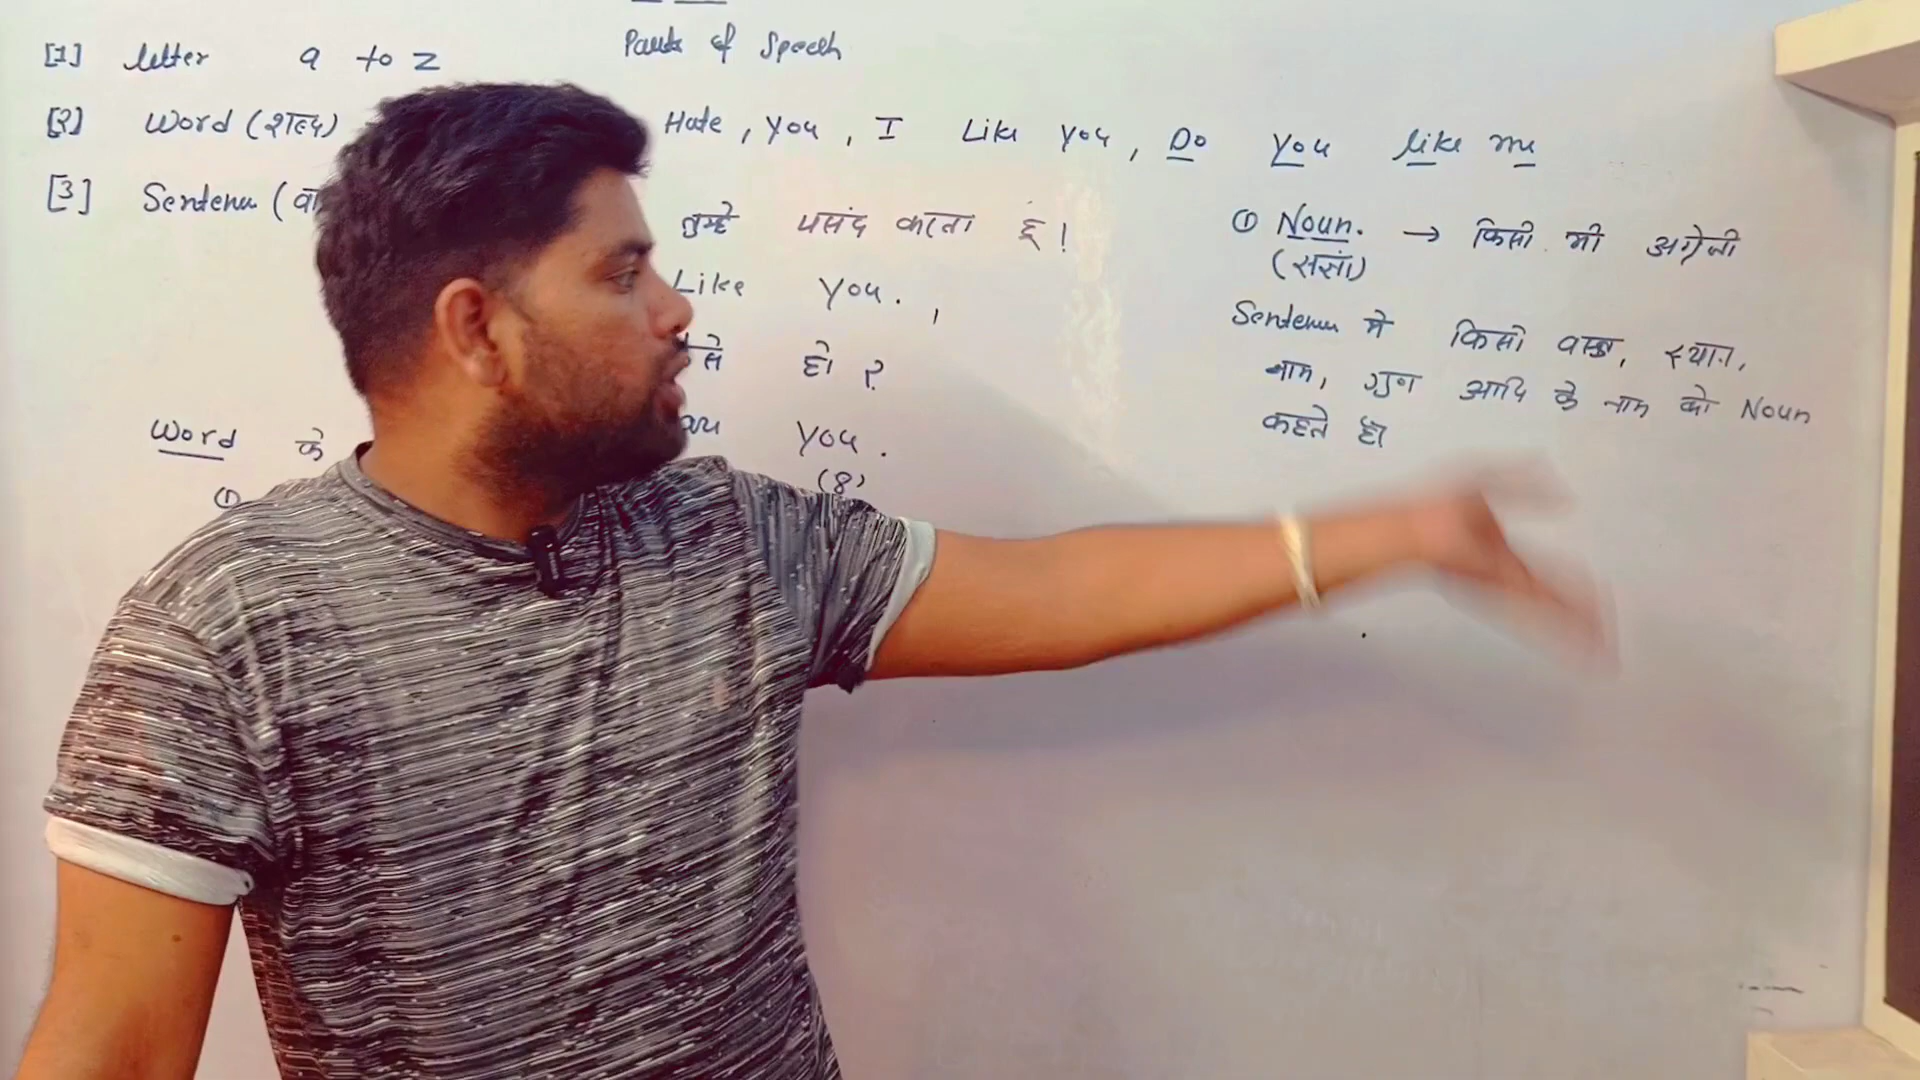 Parts of Speech
[1] letter a to z
[2] Word (शब्द) Hate, you, I Like you, Do you like me
[3] Sentence (वा
तुम्हे पसंद करता हूं!
Like you.,
से हो ?
are you.
(8)
Word के
①
① Noun. → किसी भी अंग्रेजी
(संज्ञा)
Sentence मे किसी वस्तु, स्थान,
नाम, गुण आदि के नाम को Noun
कहते है।